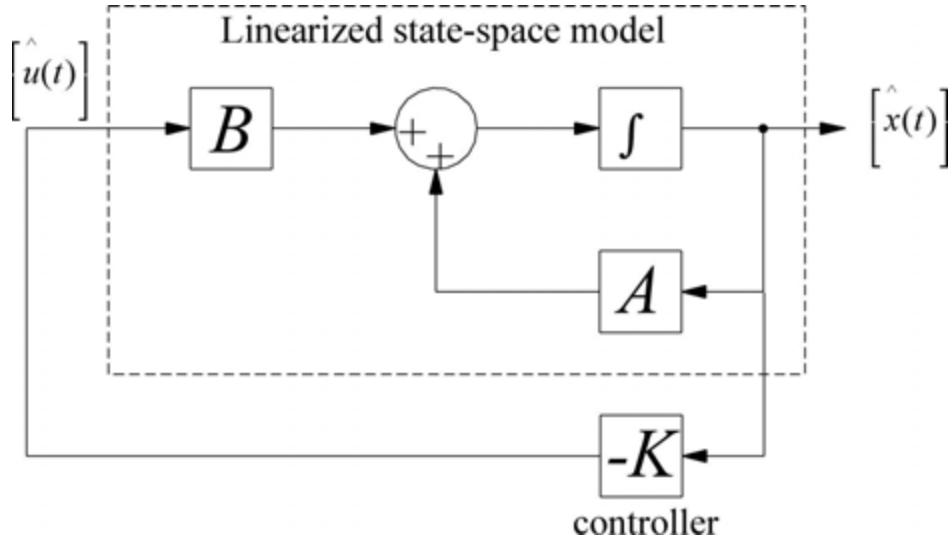 Linearized state-space model
[û(t)]
B
+
+
∫
[x̂(t)]
A
-K
controller